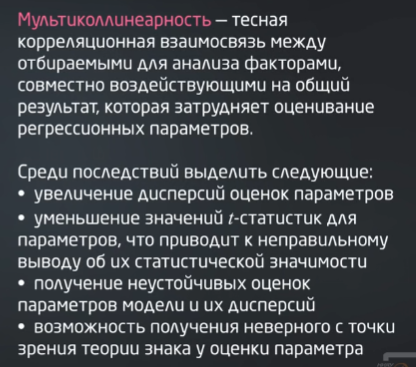 Мультиколлинеарность — тесная
корреляционная взаимосвязь между
отбираемыми для анализа факторами,
совместно воздействующими на общий
результат, которая затрудняет оценивание
регрессионных параметров.
Среди последствий выделить следующие:
• увеличение дисперсий оценок параметров
• уменьшение значений t-статистик для
параметров, что приводит к неправильному
выводу об их статистической значимости
• получение неустойчивых оценок
параметров модели и их дисперсий
• возможность получения неверного с точки
зрения теории знака у оценки параметра